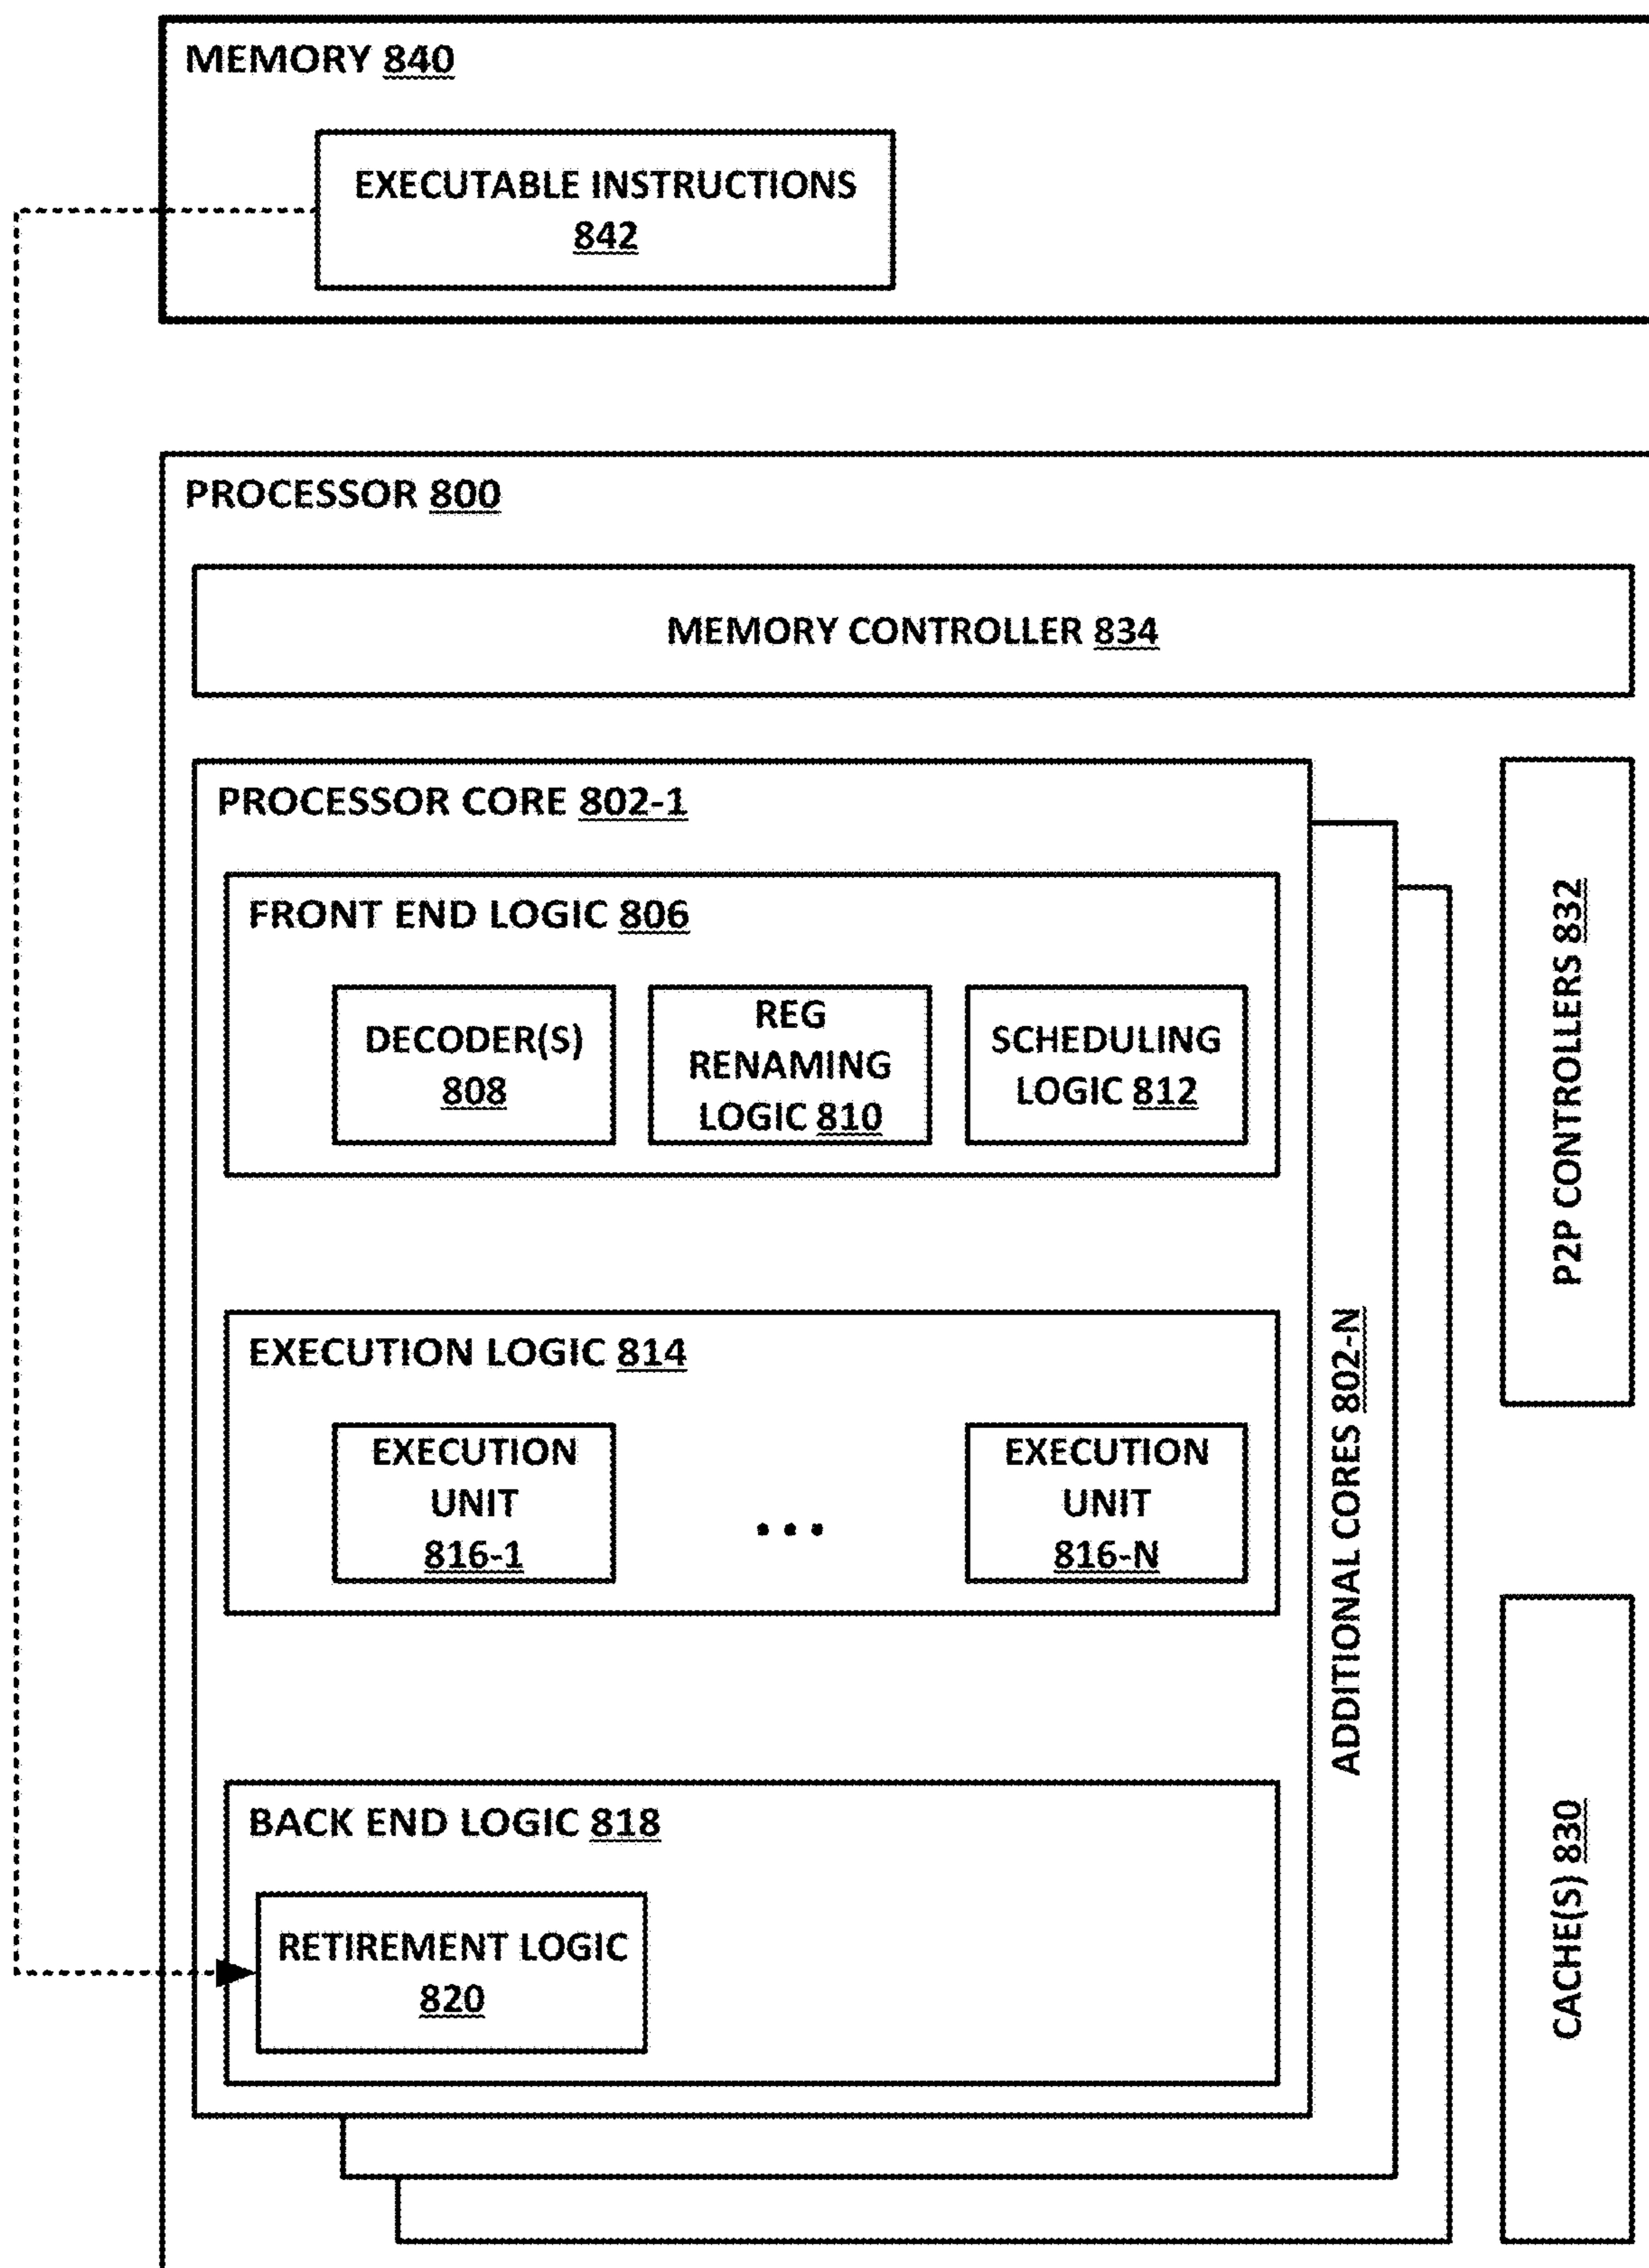 MEMORY 840
EXECUTABLE INSTRUCTIONS
842
PROCESSOR 800
MEMORY CONTROLLER 834
PROCESSOR CORE 802-1
FRONT END LOGIC 806
DECODER(S)
808
REG
RENAMING
LOGIC 810
SCHEDULING
LOGIC 812
EXECUTION LOGIC 814
EXECUTION
UNIT
816-1
...
EXECUTION
UNIT
816-N
BACK END LOGIC 818
RETIREMENT LOGIC
820
ADDITIONAL CORES 802-N
P2P CONTROLLERS 832
CACHE(S) 830